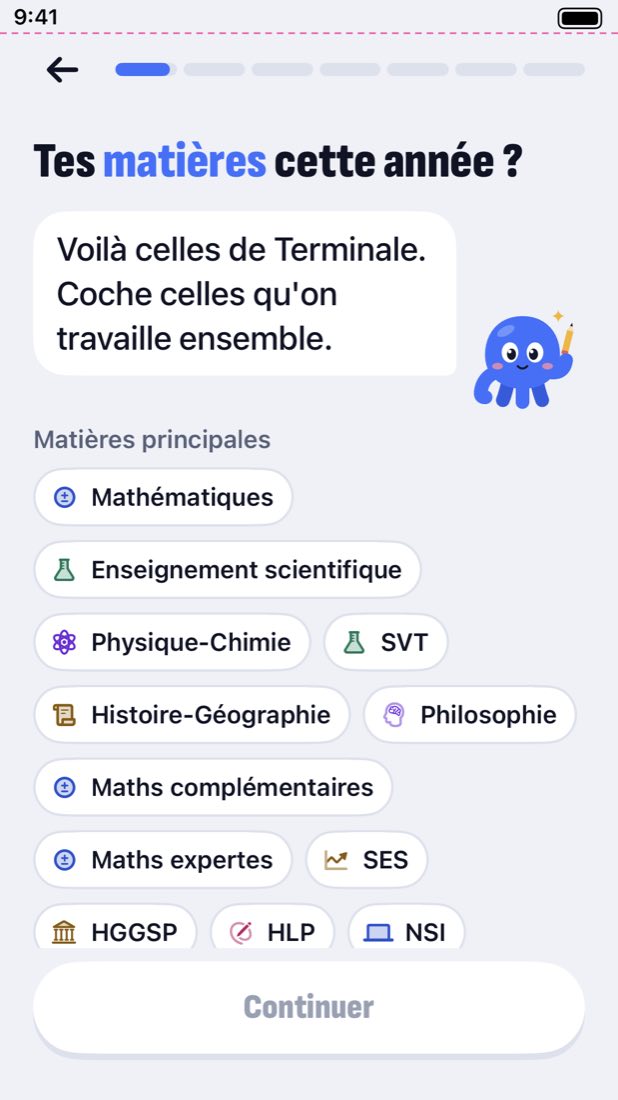 9:41
Tes matières cette année ?
Voilà celles de Terminale.
Coche celles qu'on
travaille ensemble.
Matières principales
Mathématiques
Enseignement scientifique
Physique-Chimie SVT
Histoire-Géographie Philosophie
Maths complémentaires
Maths expertes SES
HGGSP HLP NSI
Continuer